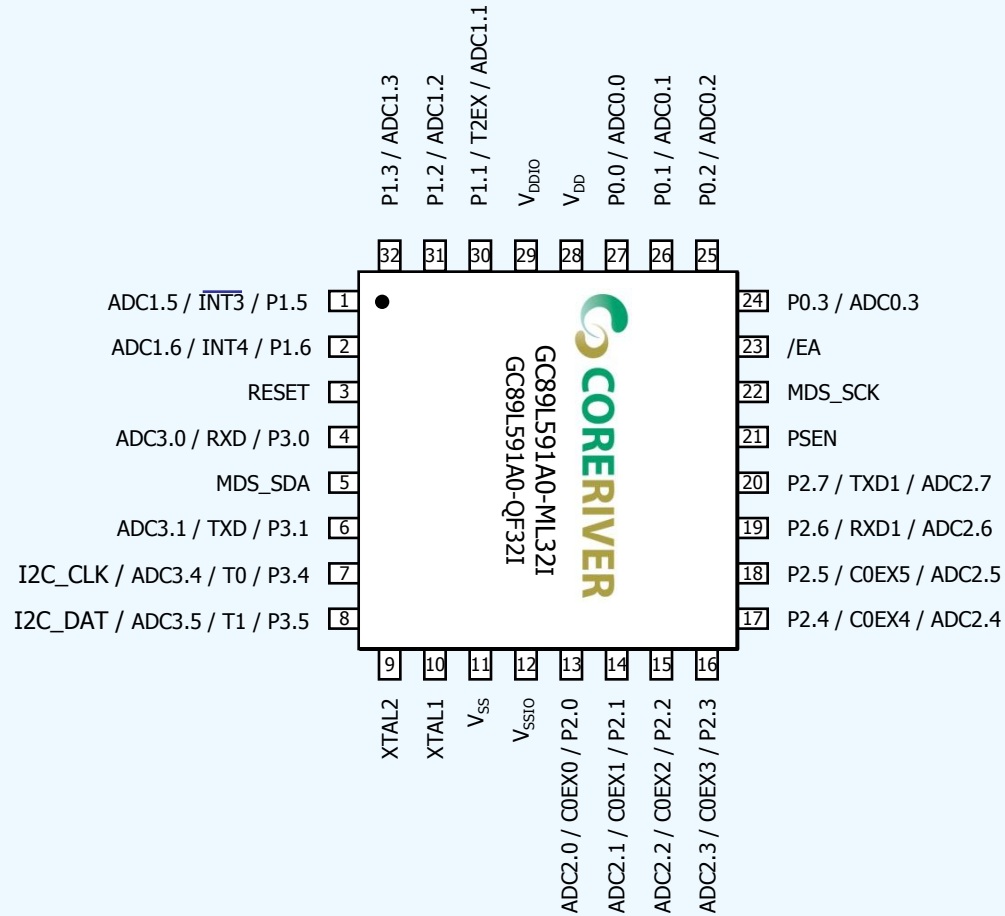 P1.3 / ADC1.3
P1.2 / ADC1.2
P1.1 / T2EX / ADC1.1
VDDIO
VDD
P0.0 / ADC0.0
P0.1 / ADC0.1
P0.2 / ADC0.2
32
31
30
29
28
27
26
25
ADC1.5 / INT3 / P1.5
1
ADC1.6 / INT4 / P1.6
2
RESET
3
ADC3.0 / RXD / P3.0
4
MDS_SDA
5
ADC3.1 / TXD / P3.1
6
I2C_CLK / ADC3.4 / T0 / P3.4
7
I2C_DAT / ADC3.5 / T1 / P3.5
8
CORERIVER
GC89L591A0-ML32I
GC89L591A0-QF32I
24
P0.3 / ADC0.3
23
/EA
22
MDS_SCK
21
PSEN
20
P2.7 / TXD1 / ADC2.7
19
P2.6 / RXD1 / ADC2.6
18
P2.5 / C0EX5 / ADC2.5
17
P2.4 / C0EX4 / ADC2.4
9
10
11
12
13
14
15
16
XTAL2
XTAL1
VSS
VSSIO
ADC2.0 / C0EX0 / P2.0
ADC2.1 / C0EX1 / P2.1
ADC2.2 / C0EX2 / P2.2
ADC2.3 / C0EX3 / P2.3